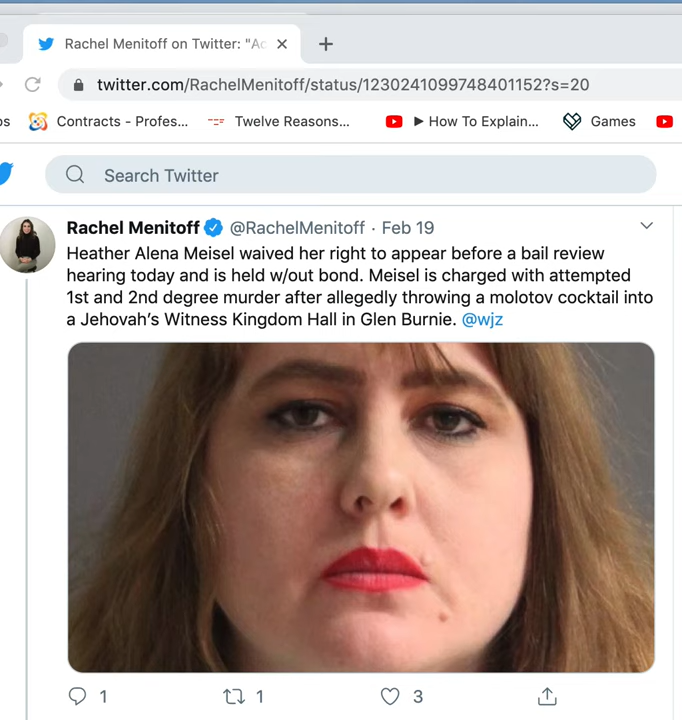 Rachel Menitoff on Twitter: "Ac
twitter.com/RachelMenitoff/status/1230241099748401152?s=20
os Contracts - Profes... Twelve Reasons... ► How To Explain... Games
Search Twitter
Rachel Menitoff @RachelMenitoff · Feb 19
Heather Alena Meisel waived her right to appear before a bail review
hearing today and is held w/out bond. Meisel is charged with attempted
1st and 2nd degree murder after allegedly throwing a molotov cocktail into
a Jehovah's Witness Kingdom Hall in Glen Burnie. @wjz
1 1 3